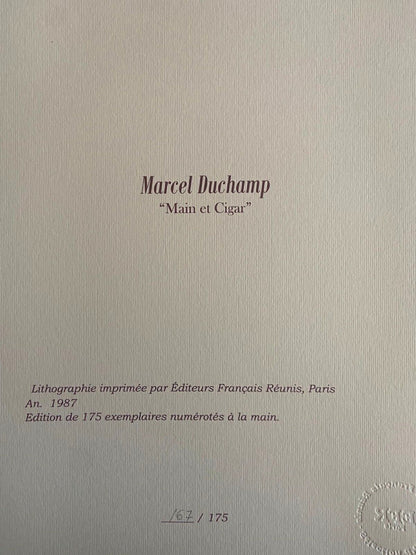 Marcel Duchamp
“Main et Cigar”
Lithographie imprimée par Éditeurs Français Réunis, Paris
An. 1987
Edition de 175 exemplaires numérotés à la main.
167 / 175